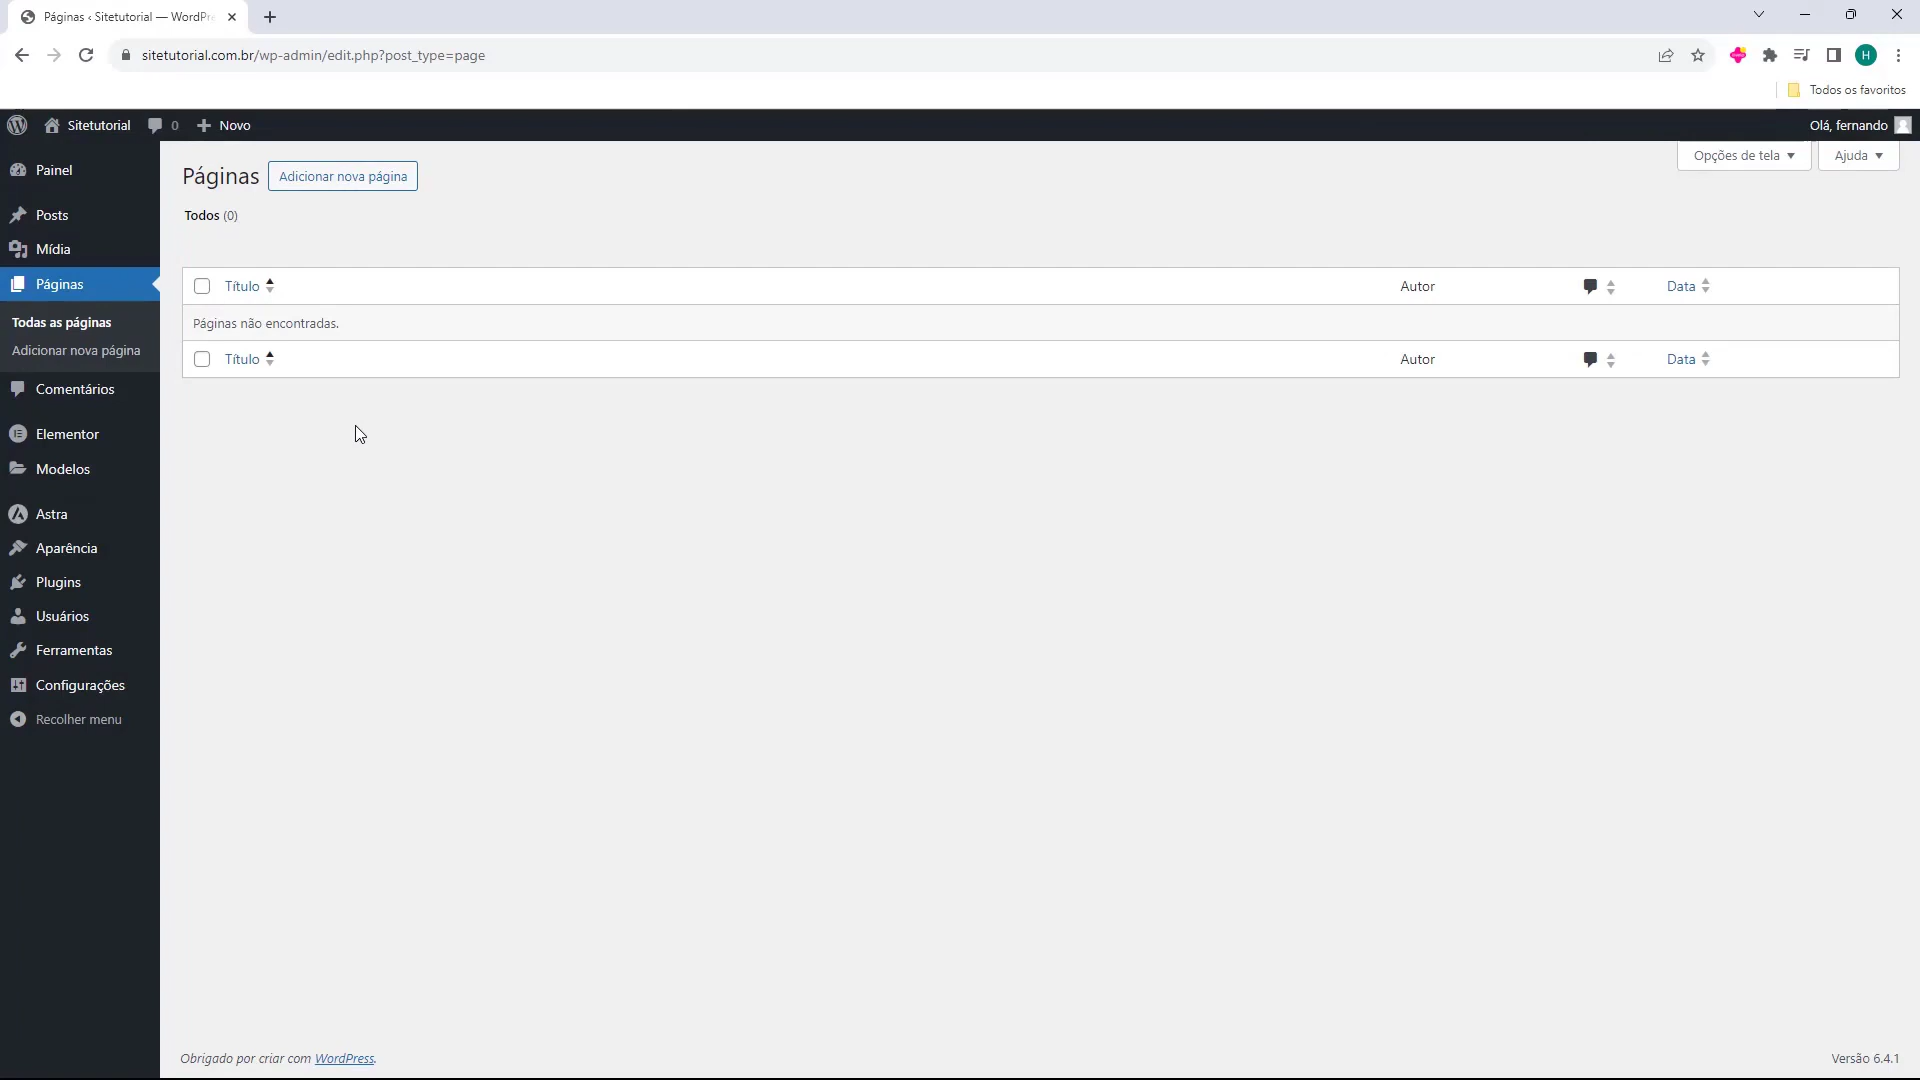 Páginas ‹ Sitetutorial — WordPr
sitetutorial.com.br/wp-admin/edit.php?post_type=page
H
Todos os favoritos
Sitetutorial 0 Novo
Olá, fernando
Painel
Posts
Mídia
Páginas
Todas as páginas
Adicionar nova página
Comentários
Elementor
Modelos
Astra
Aparência
Plugins
Usuários
Ferramentas
Configurações
Recolher menu
Opções de tela
Ajuda
Páginas Adicionar nova página
Todos (0)
Título Autor Data
Páginas não encontradas.
Título Autor Data
Obrigado por criar com WordPress.
Versão 6.4.1